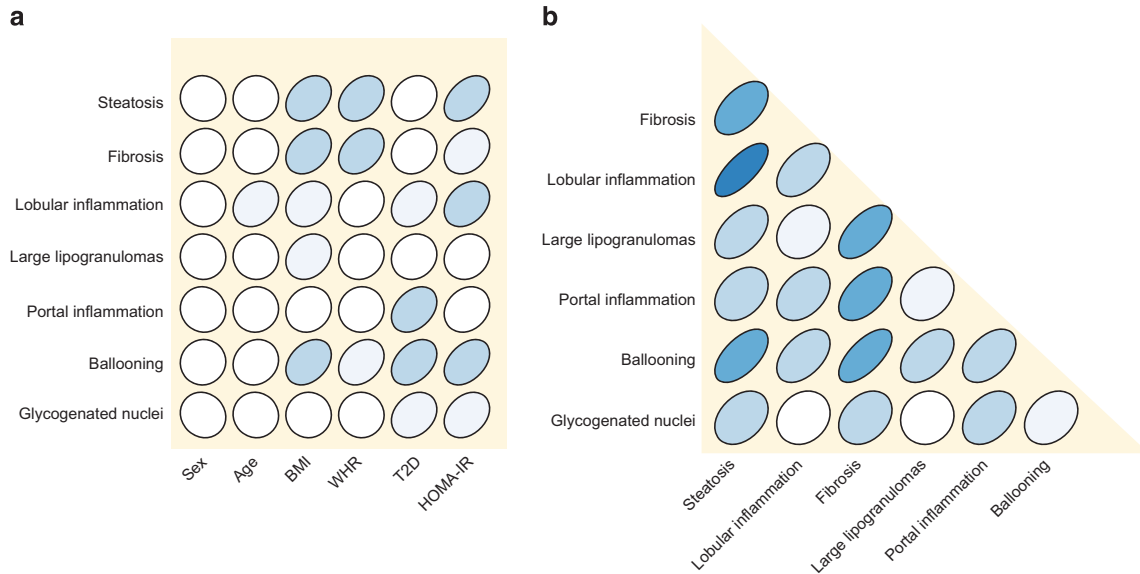 a
Steatosis
Fibrosis
Lobular inflammation
Large lipogranulomas
Portal inflammation
Ballooning
Glycogenated nuclei
Sex
Age
BMI
WHR
T2D
HOMA-IR
b
Fibrosis
Lobular inflammation
Large lipogranulomas
Portal inflammation
Ballooning
Glycogenated nuclei
Steatosis
Lobular inflammation
Fibrosis
Large lipogranulomas
Portal inflammation
Ballooning